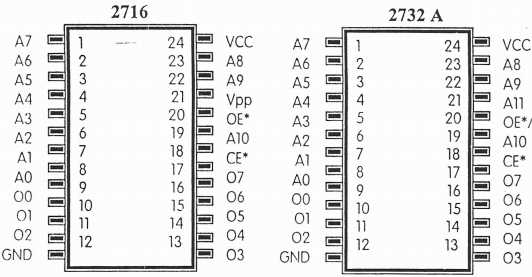 2716
A7 1 24 VCC
A6 2 23 A8
A5 3 22 A9
A4 4 21 Vpp
A3 5 20 OE*
A2 6 19 A10
A1 7 18 CE*
A0 8 17 O7
O0 9 16 O6
O1 10 15 O5
O2 11 14 O4
GND 12 13 O3
2732 A
A7 1 24 VCC
A6 2 23 A8
A5 3 22 A9
A4 4 21 A11
A3 5 20 OE*/
A2 6 19 A10
A1 7 18 CE*
A0 8 17 O7
O0 9 16 O6
O1 10 15 O5
O2 11 14 O4
GND 12 13 O3